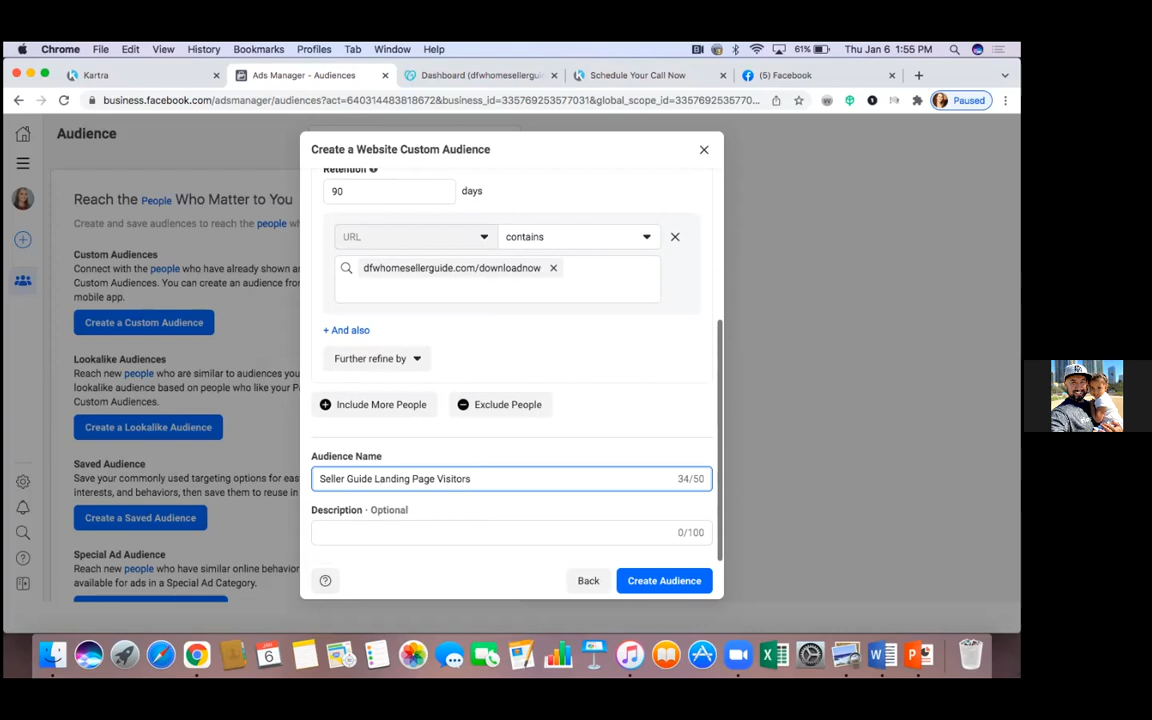 Chrome File Edit View History Bookmarks Profiles Tab Window Help 61% Thu Jan 6 1:55 PM
Kartra Ads Manager - Audiences Dashboard (dfwhomesellerguid Schedule Your Call Now (5) Facebook
business.facebook.com/adsmanager/audiences?act=640314483818672&business_id=335769253577031&global_scope_id=3357692535770... Paused
Audience
Create a Website Custom Audience
Reach the People Who Matter to You
Create and save audiences to reach the people
Custom Audiences
Connect with the people who have already shown
Custom Audiences. You can create an audience from
mobile app.
Create a Custom Audience
Lookalike Audiences
Reach new people who are similar to audiences you
lookalike audience based on people who like your
Custom Audiences.
Create a Lookalike Audience
Saved Audience
Save your commonly used targeting options for
interests, and behaviors, then save them to reuse in
Create a Saved Audience
Special Ad Audience
Reach new people who have similar online
available for ads in a Special Ad Category.
Retention
90 days
URL contains
dfwhomesellerguide.com/downloadnow
+ And also
Further refine by
Include More People Exclude People
Audience Name
Seller Guide Landing Page Visitors 34/50
Description · Optional
0/100
Back Create Audience
JAN
6